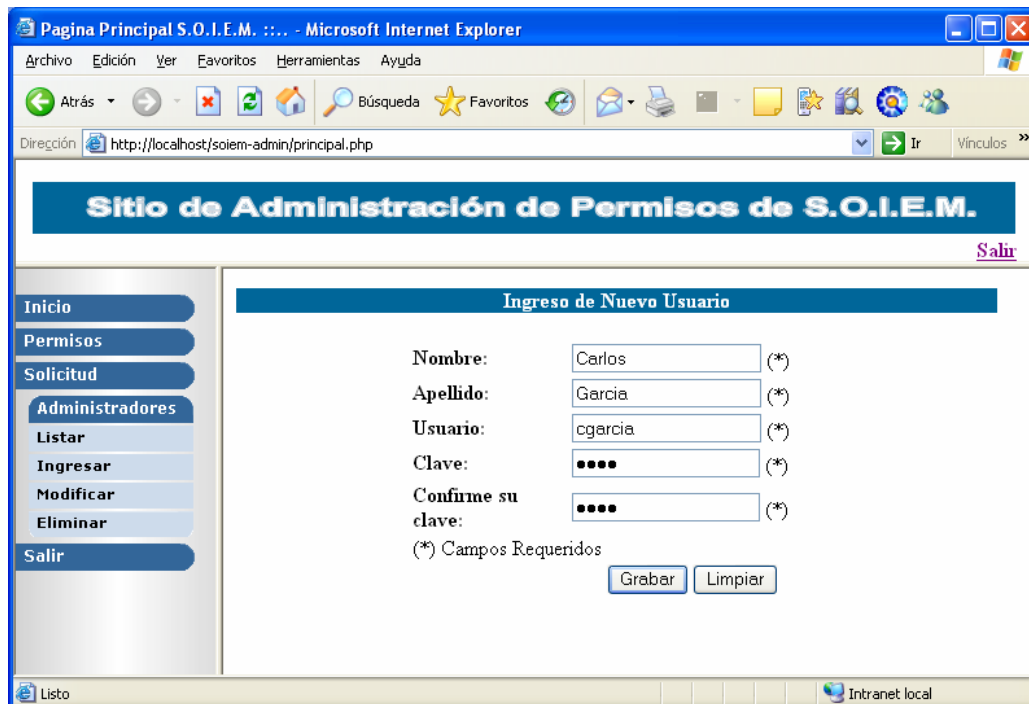 Pagina Principal S.O.I.E.M. ::.. - Microsoft Internet Explorer
Archivo Edición Ver Favoritos Herramientas Ayuda
Atrás Búsqueda Favoritos
Dirección http://localhost/soiem-admin/principal.php Ir Vínculos »
Sitio de Administración de Permisos de S.O.I.E.M.
Salir
Inicio
Permisos
Solicitud
Administradores
Listar
Ingresar
Modificar
Eliminar
Salir
Ingreso de Nuevo Usuario
Nombre: Carlos (*)
Apellido: Garcia (*)
Usuario: cgarcia (*)
Clave: •••• (*)
Confirme su
clave: •••• (*)
(*) Campos Requeridos
Grabar Limpiar
Listo Intranet local